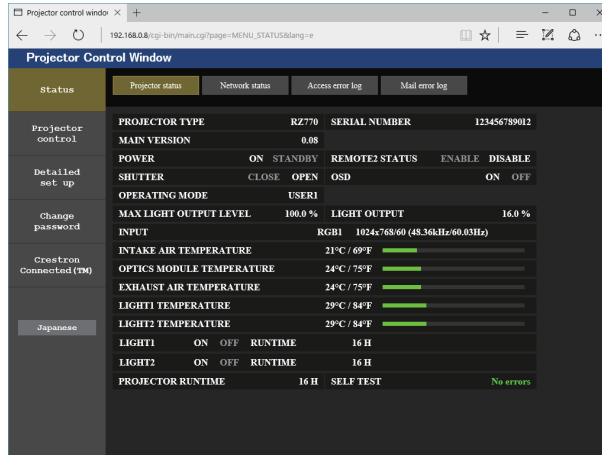 Projector control windov
192.168.0.8/cgi-bin/main.cgi?page=MENU_STATUS&lang=e
Projector Control Window
Status
Projector status
Network status
Access error log
Mail error log
Projector
control
Detailed
set up
Change
password
Crestron
Connected(TM)
Japanese
PROJECTOR TYPE RZ770 SERIAL NUMBER 123456789012
MAIN VERSION 0.08
POWER ON STANDBY REMOTE2 STATUS ENABLE DISABLE
SHUTTER CLOSE OPEN OSD ON OFF
OPERATING MODE USER1
MAX LIGHT OUTPUT LEVEL 100.0 % LIGHT OUTPUT 16.0 %
INPUT RGB1 1024x768/60 (48.36kHz/60.03Hz)
INTAKE AIR TEMPERATURE 21°C / 69°F
OPTICS MODULE TEMPERATURE 24°C / 75°F
EXHAUST AIR TEMPERATURE 24°C / 75°F
LIGHT1 TEMPERATURE 29°C / 84°F
LIGHT2 TEMPERATURE 29°C / 84°F
LIGHT1 ON OFF RUNTIME 16 H
LIGHT2 ON OFF RUNTIME 16 H
PROJECTOR RUNTIME 16 H SELF TEST No errors